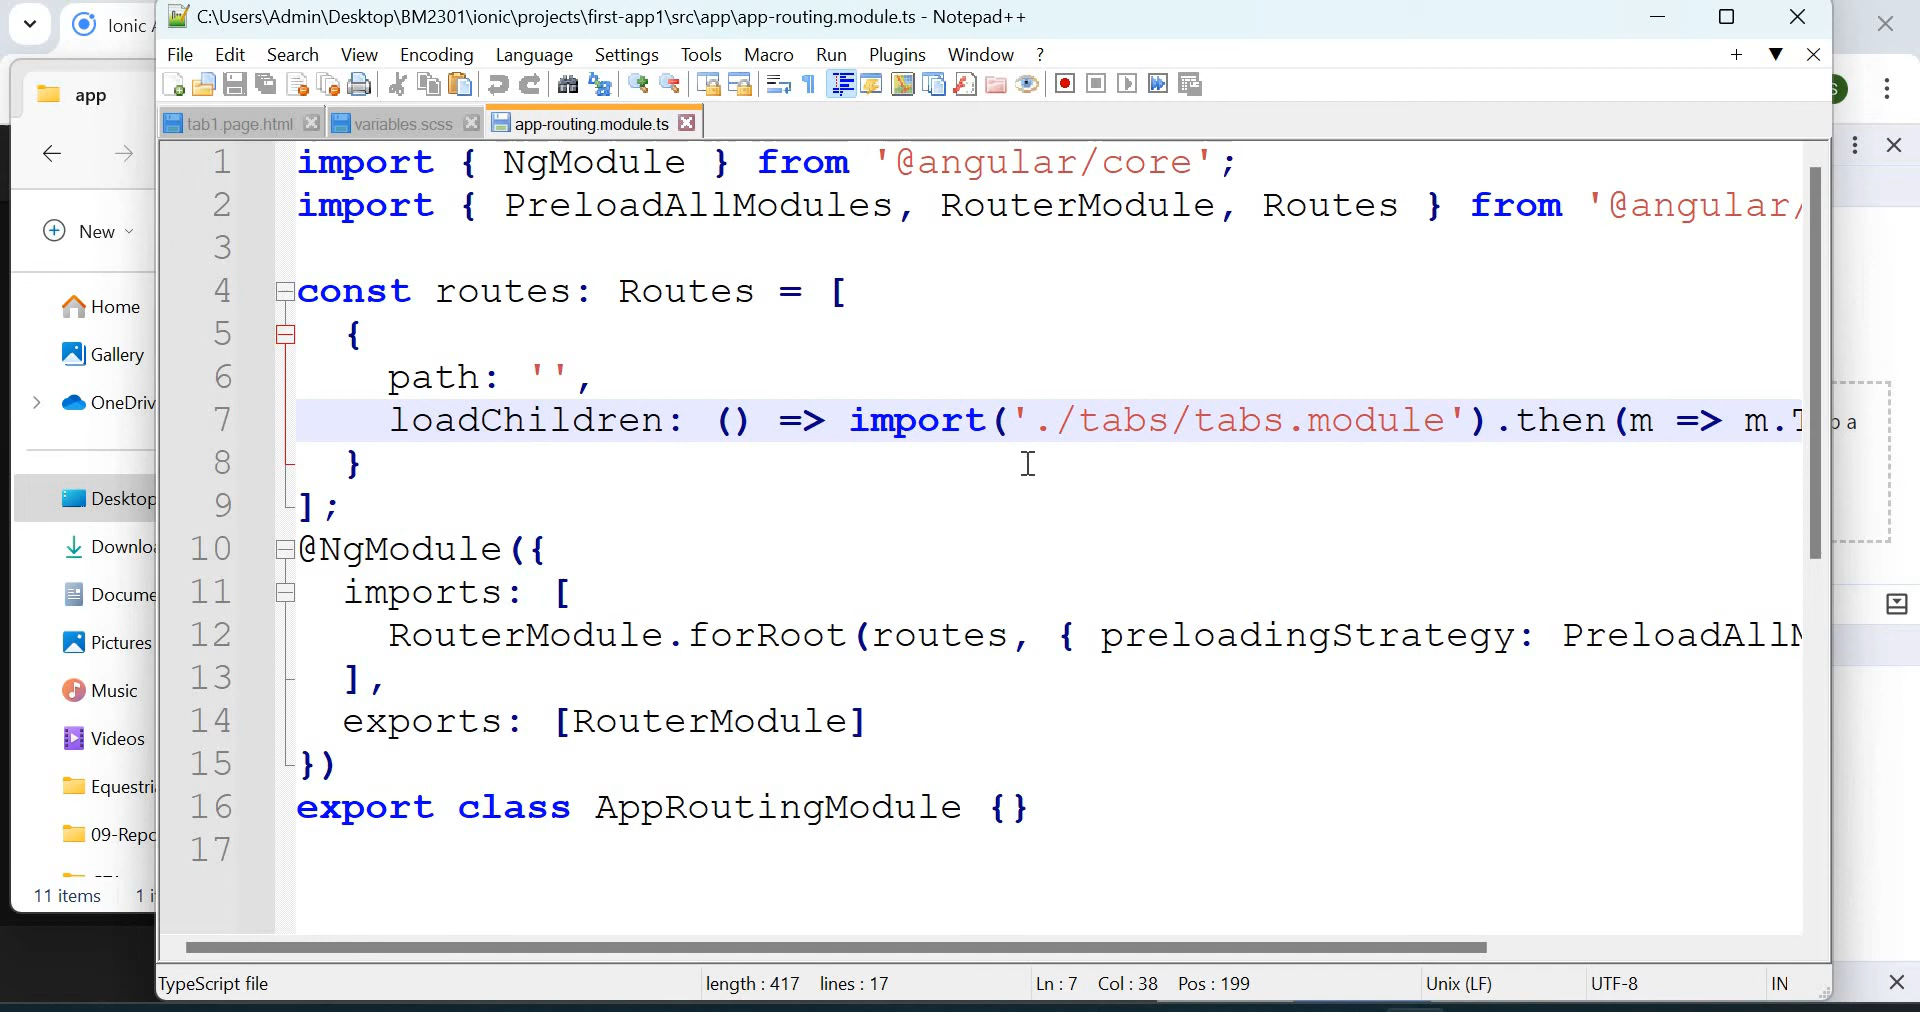 Ionic A
C:\Users\Admin\Desktop\BM2301\ionic\projects\first-app1\src\app\app-routing.module.ts - Notepad++
File Edit Search View Encoding Language Settings Tools Macro Run Plugins Window ?
app
tab1.page.html variables.scss app-routing.module.ts
New
Home
Gallery
OneDriv
Desktop
Downloa
Docume
Pictures
Music
Videos
Equestri
09-Repo
11 items 1 i
1 import { NgModule } from '@angular/core';
2 import { PreloadAllModules, RouterModule, Routes } from '@angular/
3
4 const routes: Routes = [
5 {
6 path: '',
7 loadChildren: () => import('./tabs/tabs.module').then(m => m.T
8 }
9 ];
10 @NgModule({
11 imports: [
12 RouterModule.forRoot(routes, { preloadingStrategy: PreloadAllM
13 ],
14 exports: [RouterModule]
15 })
16 export class AppRoutingModule {}
17
TypeScript file length : 417 lines : 17 Ln : 7 Col : 38 Pos : 199 Unix (LF) UTF-8 IN